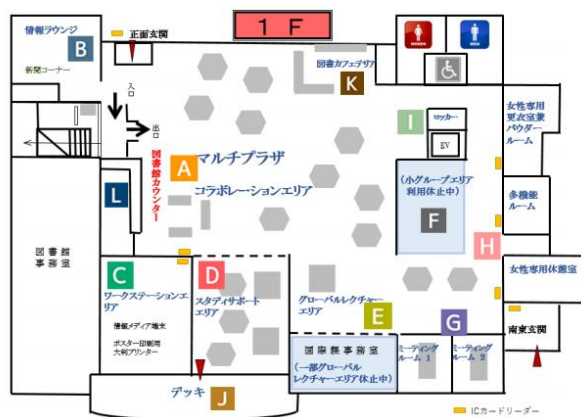 1 F
情報ラウンジ
B
新聞コーナー
正面玄関
入口
出口
図書館カウンター
図書カフェテリア
K
WOMEN
MEN
I
ロッカー
EV
女性専用
更衣室兼
パウダー
ルーム
A
マルチプラザ
コラボレーションエリア
L
(小グループエリア
利用休止中)
F
多機能
ルーム
H
図書館
事務室
C
ワークステーションエリア
情報メディア端末
ポスター印刷用
大判プリンター
D
スタディサポート
エリア
グローバルレクチャー
エリア
E
女性専用休憩室
G
南東玄関
国際課事務室
(一部グローバル
レクチャーエリア休止中)
ミーティング
ルーム 1
ミーティング
ルーム 2
デッキ
J
ICカードリーダー